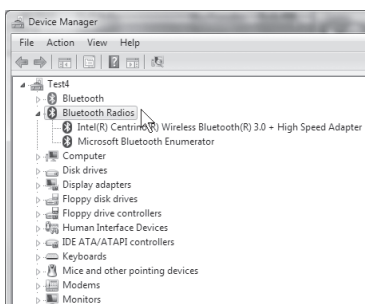 Device Manager
File Action View Help
Test4
Bluetooth
Bluetooth Radios
Intel(R) Centrino(R) Wireless Bluetooth(R) 3.0 + High Speed Adapter
Microsoft Bluetooth Enumerator
Computer
Disk drives
Display adapters
Floppy disk drives
Floppy drive controllers
Human Interface Devices
IDE ATA/ATAPI controllers
Keyboards
Mice and other pointing devices
Modems
Monitors